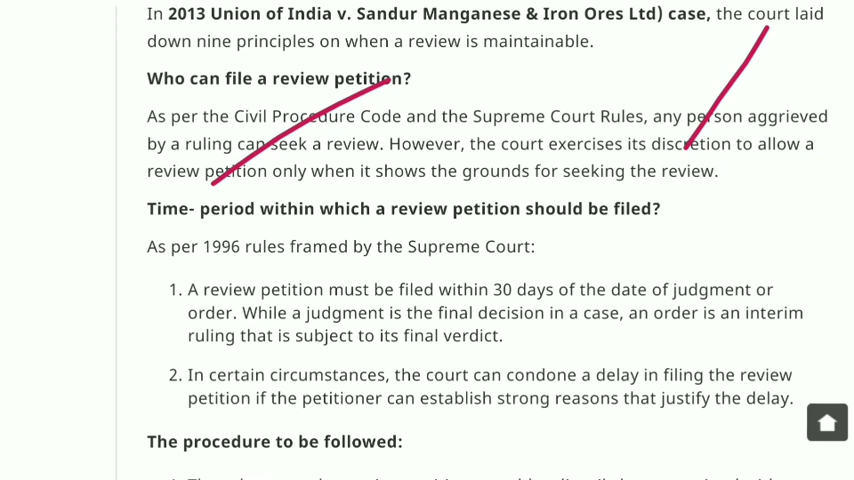 In 2013 Union of India v. Sandur Manganese & Iron Ores Ltd) case, the court laid
down nine principles on when a review is maintainable.
Who can file a review petition?
As per the Civil Procedure Code and the Supreme Court Rules, any person aggrieved
by a ruling can seek a review. However, the court exercises its discretion to allow a
review petition only when it shows the grounds for seeking the review.
Time- period within which a review petition should be filed?
As per 1996 rules framed by the Supreme Court:
1. A review petition must be filed within 30 days of the date of judgment or
order. While a judgment is the final decision in a case, an order is an interim
ruling that is subject to its final verdict.
2. In certain circumstances, the court can condone a delay in filing the review
petition if the petitioner can establish strong reasons that justify the delay.
The procedure to be followed: